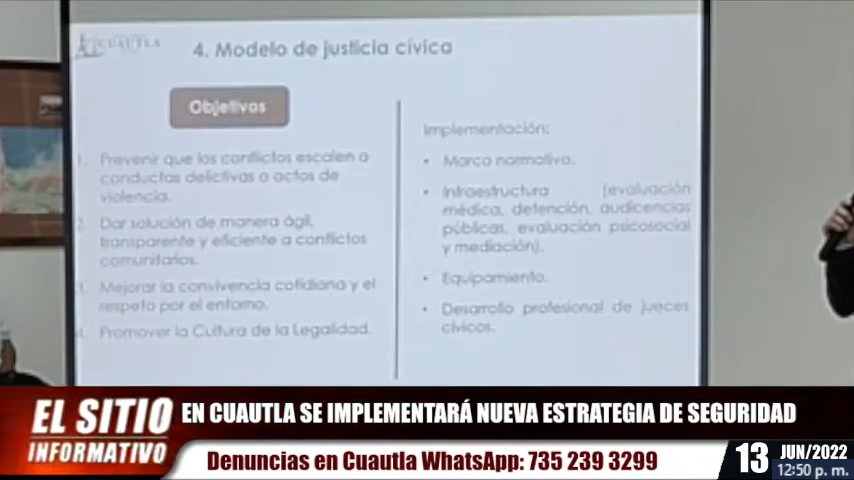 CUAUTLA
4. Modelo de justicia cívica
Objetivos
1. Prevenir que los conflictos escalen a
conductas delictivas o actos de
violencia.
2. Dar solución de manera ágil,
transparente y eficiente a conflictos
comunitarios.
3. Mejorar la convivencia cotidiana y el
respeto por el entorno.
4. Promover la Cultura de la Legalidad.
Implementación:
• Marco normativo.
• Infraestructura (evaluación
médica, detención, audicencias
públicas, evaluación psicosocial
y mediación).
• Equipamiento.
• Desarrollo profesional de jueces
cívicos.
EL SITIO
INFORMATIVO
EN CUAUTLA SE IMPLEMENTARÁ NUEVA ESTRATEGIA DE SEGURIDAD
Denuncias en Cuautla WhatsApp: 735 239 3299
13 JUN/2022
12:50 p. m.